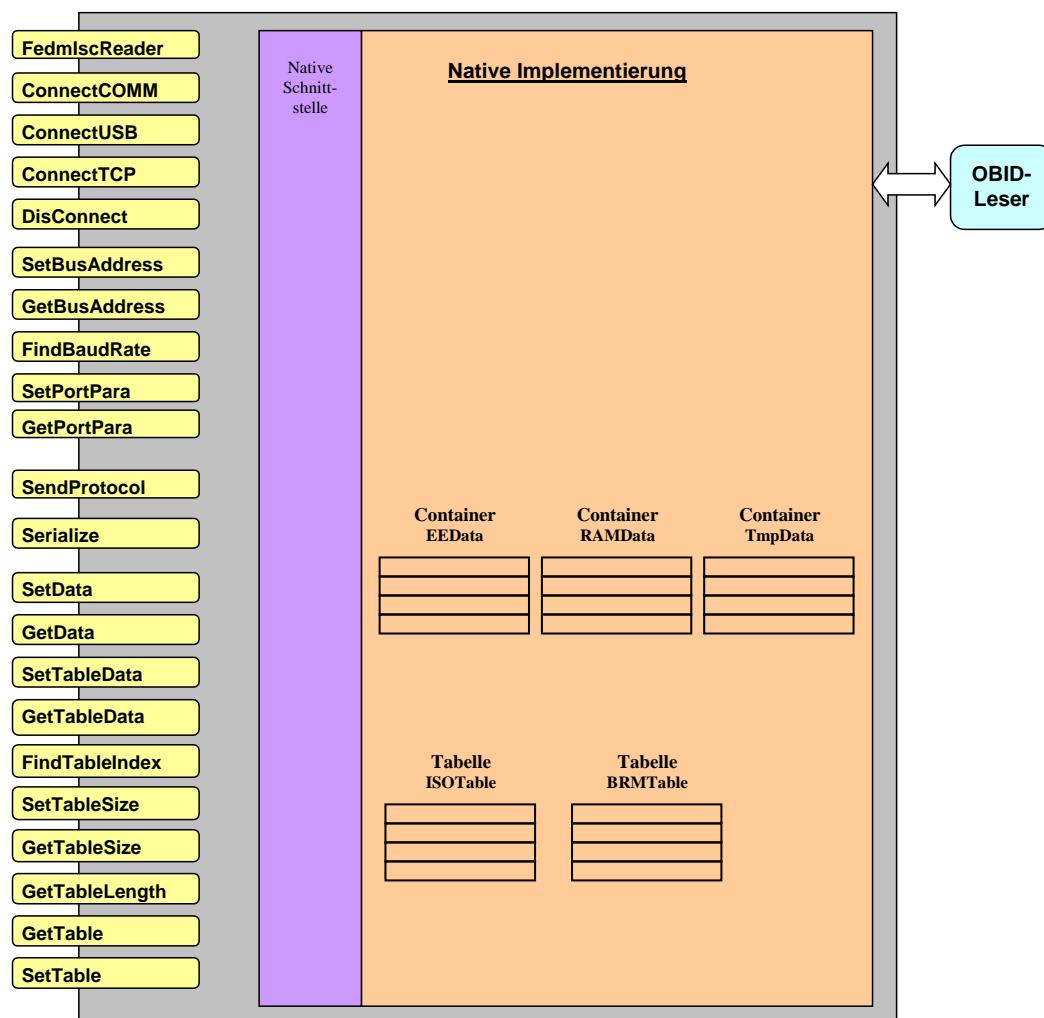 FedmIscReader
ConnectCOMM
ConnectUSB
ConnectTCP
DisConnect
SetBusAddress
GetBusAddress
FindBaudRate
SetPortPara
GetPortPara
SendProtocol
Serialize
SetData
GetData
SetTableData
GetTableData
FindTableIndex
SetTableSize
GetTableSize
GetTableLength
GetTable
SetTable
Native
Schnitt-
stelle
Native Implementierung
Container
EEData
Container
RAMData
Container
TmpData
Tabelle
ISOTable
Tabelle
BRMTable
OBID-
Leser